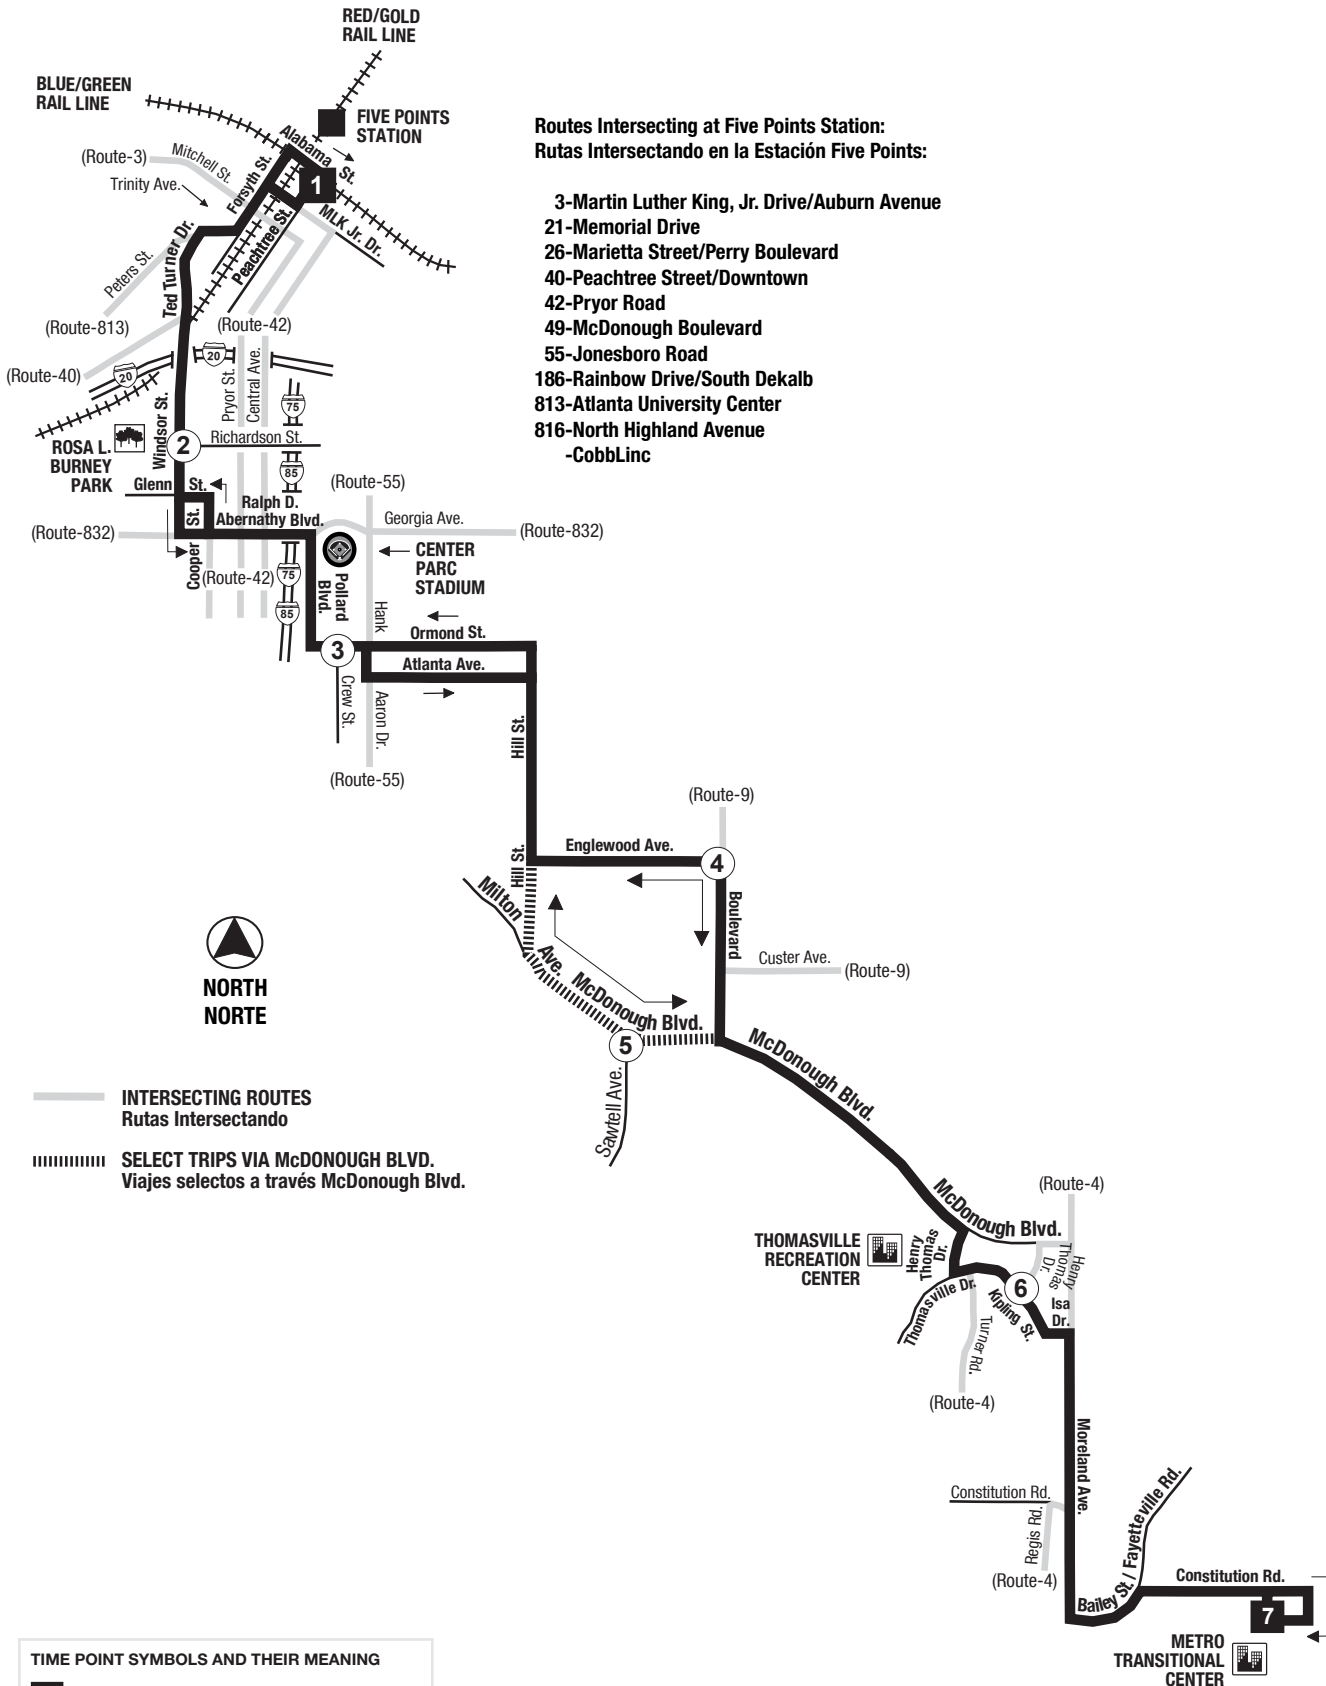 RED/GOLD
RAIL LINE
BLUE/GREEN
RAIL LINE
FIVE POINTS
STATION
Routes Intersecting at Five Points Station:
Rutas Intersectando en la Estación Five Points:
3-Martin Luther King, Jr. Drive/Auburn Avenue
21-Memorial Drive
26-Marietta Street/Perry Boulevard
40-Peachtree Street/Downtown
42-Pryor Road
49-McDonough Boulevard
55-Jonesboro Road
186-Rainbow Drive/South Dekalb
813-Atlanta University Center
816-North Highland Avenue
-CobbLinc
Alabama St.
(Route-3)
Mitchell St.
Trinity Ave.
Forsyth St.
1
MLK Jr. Dr.
Peachtree St.
Ted Turner Dr.
Peters St.
(Route-813)
(Route-42)
(Route-40)
20
20
Pryor St.
Central Ave.
75
Windsor St.
ROSA L.
BURNEY
PARK
2
Richardson St.
85
Glenn St.
(Route-55)
Ralph D.
Abernathy Blvd.
Georgia Ave.
(Route-832)
(Route-832)
Cooper St.
(Route-42)
75
85
Pollard
Blvd.
CENTER
PARC
STADIUM
Hank
Aaron Dr.
Ormond St.
3
Atlanta Ave.
Crew St.
(Route-55)
Hill St.
(Route-9)
Englewood Ave.
4
Hill St.
Milton
Ave.
Boulevard
Custer Ave.
(Route-9)
McDonough Blvd.
5
Sawtell Ave.
McDonough Blvd.
NORTH
NORTE
INTERSECTING ROUTES
Rutas Intersectando
SELECT TRIPS VIA McDONOUGH BLVD.
Viajes selectos a través McDonough Blvd.
(Route-4)
McDonough Blvd.
THOMASVILLE
RECREATION
CENTER
Henry
Thomas
Dr.
Henry
Thomas
Dr.
6
Thomasville Dr.
Kipling St.
Isa
Dr.
Turner Rd.
(Route-4)
Moreland Ave.
Constitution Rd.
Regis Rd.
(Route-4)
Bailey St. / Fayetteville Rd.
Constitution Rd.
7
METRO
TRANSITIONAL
CENTER
TIME POINT SYMBOLS AND THEIR MEANING